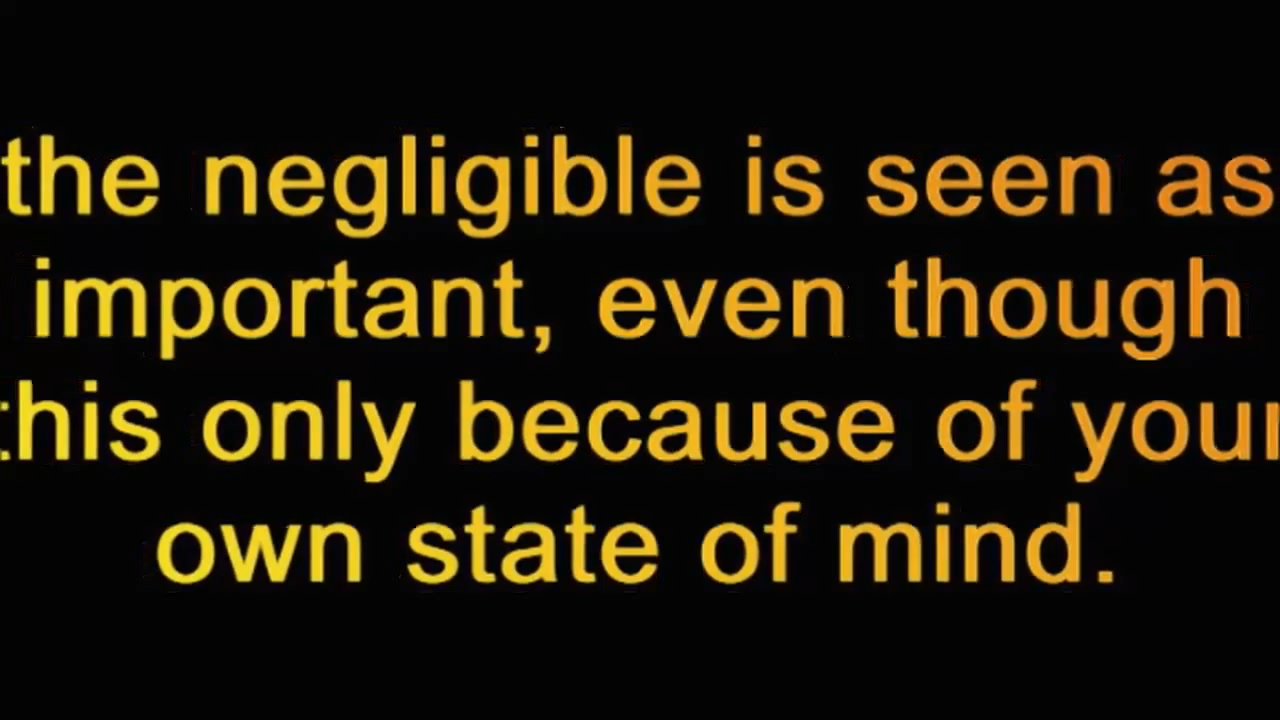 the negligible is seen as
important, even though
this only because of your
own state of mind.